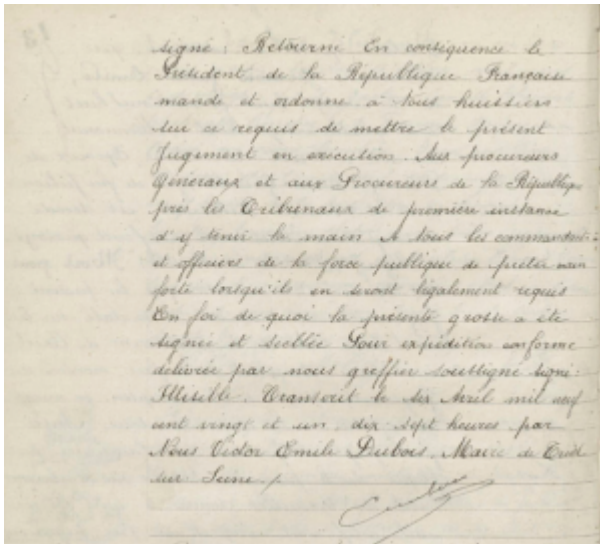 signé : Retourné En conséquence le
Président de la République Française
mande et ordonne à tous huissiers
sur ce requis de mettre le présent
Jugement en exécution. Aux procureurs
Généraux et aux Procureurs de la République
près les Tribunaux de première instance
d'y tenir la main A tous les commandants
et officiers de la force publique de prêter main
forte lorsqu'ils en seront légalement requis
En foi de quoi la présente grosse a été
signée et scellée Pour expédition conforme
délivrée par nous greffier soussigné signé :
Illisible. Transcrit le six Avril mil neuf
cent vingt et un, dix sept heures par
Nous Victor Emile Dubois, Maire de
sur Seine ./